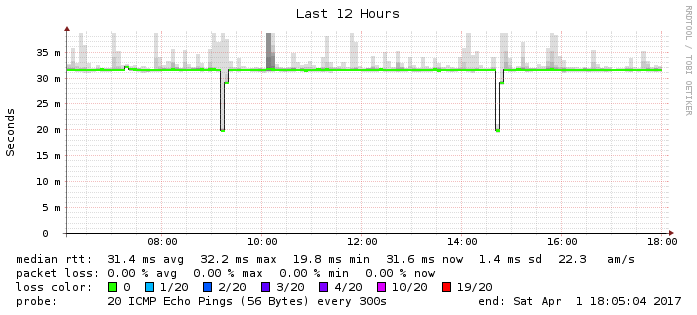 Last 12 Hours
RRDTOOL / TOBI OETIKER
Seconds
35 m
30 m
25 m
20 m
15 m
10 m
5 m
0
08:00 10:00 12:00 14:00 16:00 18:00
median rtt: 31.4 ms avg 32.2 ms max 19.8 ms min 31.6 ms now 1.4 ms sd 22.3 am/s
packet loss: 0.00 % avg 0.00 % max 0.00 % min 0.00 % now
loss color: 0 1/20 2/20 3/20 4/20 10/20 19/20
probe: 20 ICMP Echo Pings (56 Bytes) every 300s end: Sat Apr 1 18:05:04 2017